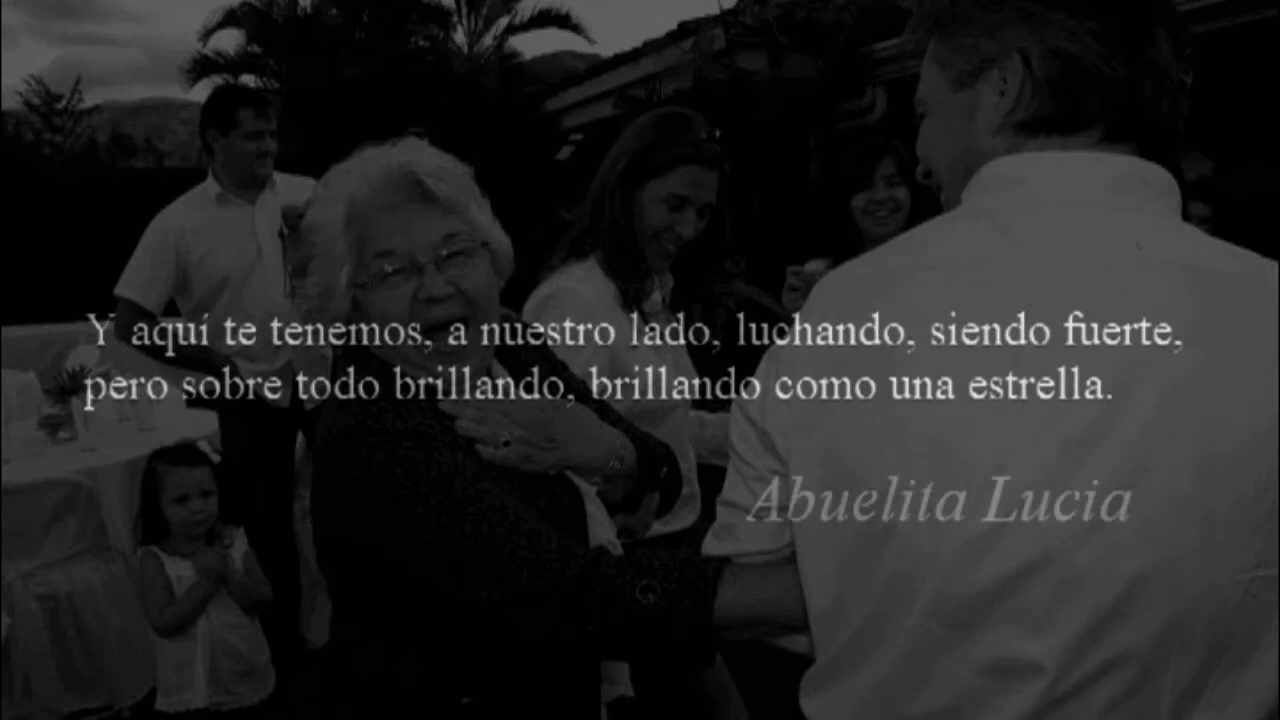 Y aquí te tenemos, a nuestro lado, luchando, siendo fuerte,
pero sobre todo brillando, brillando como una estrella.
Abuelita Lucia